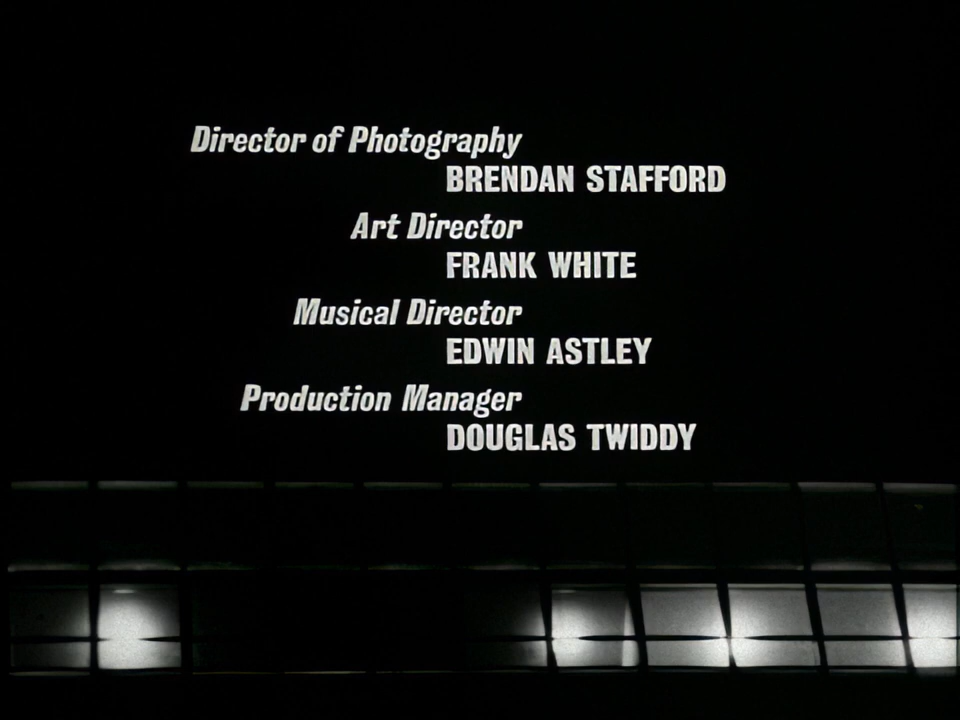 Director of Photography
BRENDAN STAFFORD
Art Director
FRANK WHITE
Musical Director
EDWIN ASTLEY
Production Manager
DOUGLAS TWIDDY